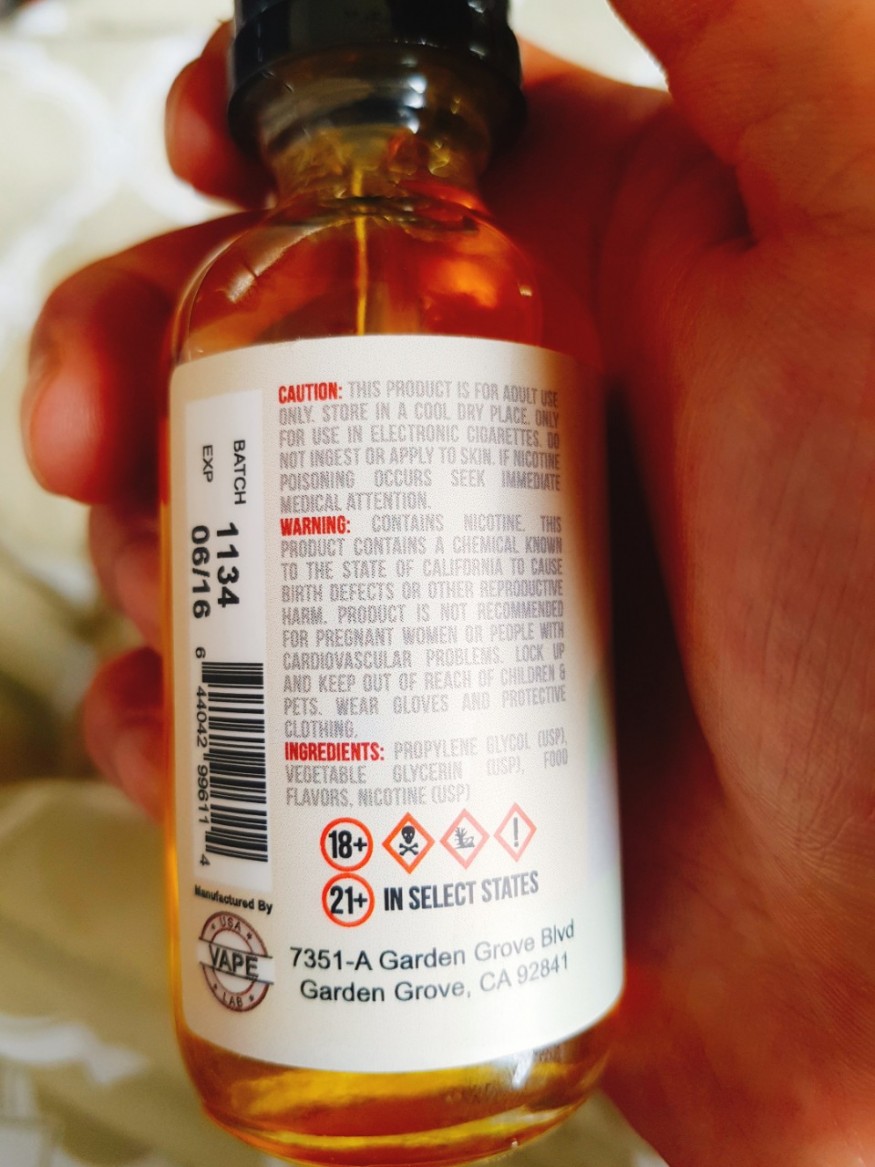 CAUTION: THIS PRODUCT IS FOR ADULT USE
ONLY. STORE IN A COOL DRY PLACE. ONLY
FOR USE IN ELECTRONIC CIGARETTES. DO
NOT INGEST OR APPLY TO SKIN. IF NICOTINE
POISONING OCCURS SEEK IMMEDIATE
MEDICAL ATTENTION.
WARNING: CONTAINS NICOTINE. THIS
PRODUCT CONTAINS A CHEMICAL KNOWN
TO THE STATE OF CALIFORNIA TO CAUSE
BIRTH DEFECTS OR OTHER REPRODUCTIVE
HARM. PRODUCT IS NOT RECOMMENDED
FOR PREGNANT WOMEN OR PEOPLE WITH
CARDIOVASCULAR PROBLEMS. LOCK UP
AND KEEP OUT OF REACH OF CHILDREN &
PETS. WEAR GLOVES AND PROTECTIVE
CLOTHING.
INGREDIENTS: PROPYLENE GLYCOL (USP),
VEGETABLE GLYCERIN (USP), FOOD
FLAVORS, NICOTINE (USP)
18+
21+ IN SELECT STATES
7351-A Garden Grove Blvd
Garden Grove, CA 92841
BATCH 1134
EXP 06/16
6 44042 99611 4
Manufactured By
USA
VAPE
LAB